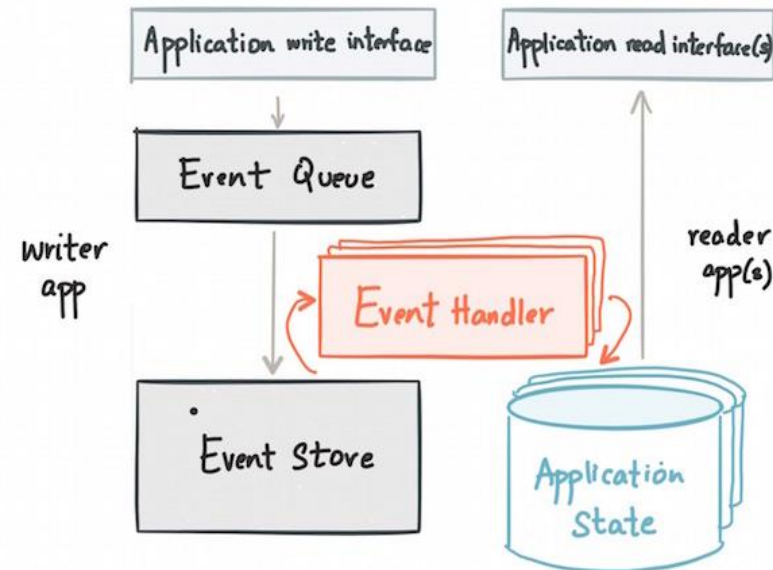 Application write interface
Application read interface(s)
Event Queue
writer
app
reader
app(s)
Event Handler
Event Store
Application
State